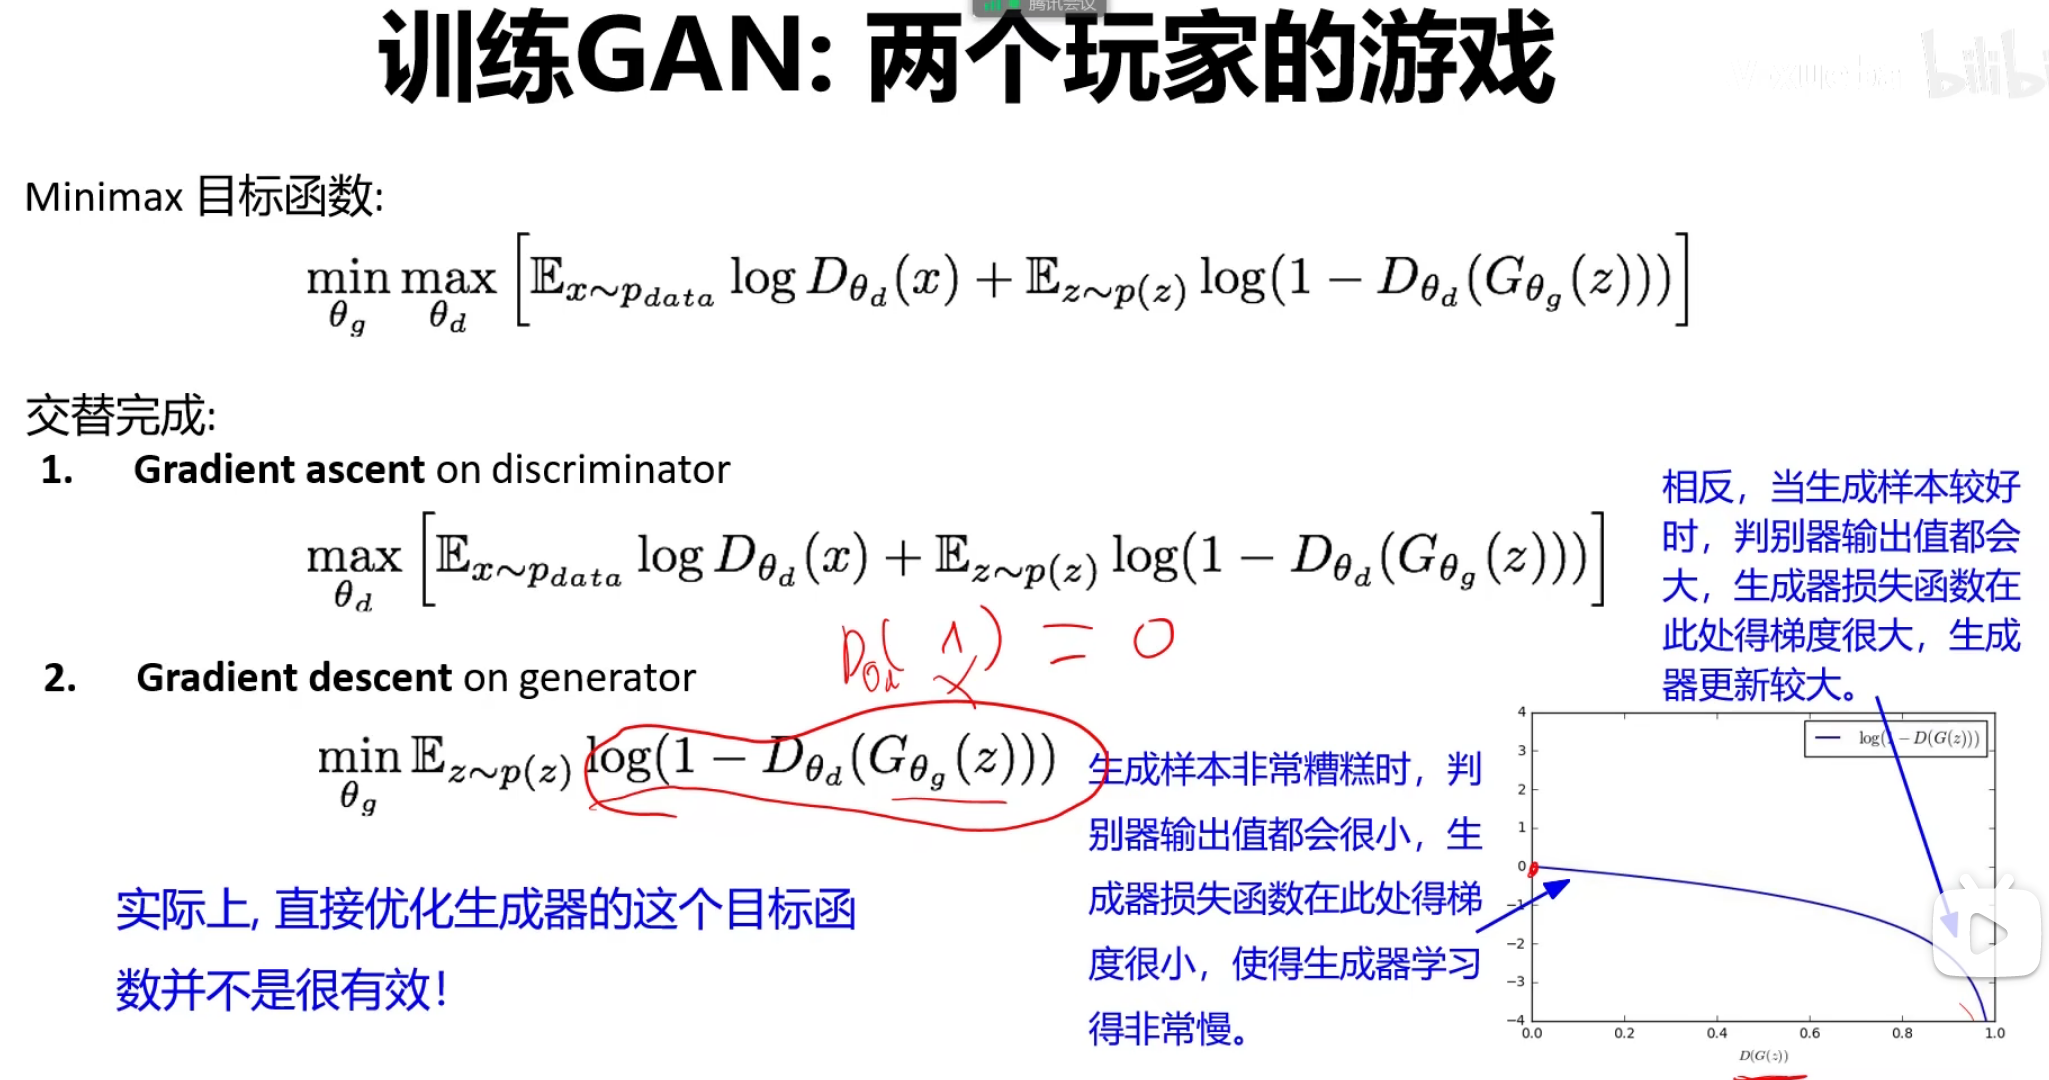 腾讯会议
训练GAN: 两个玩家的游戏
bilibi
Minimax 目标函数:
\min_{\theta_g} \max_{\theta_d} \left[ \mathbb{E}_{x \sim p_{data}} \log D_{\theta_d}(x) + \mathbb{E}_{z \sim p(z)} \log(1 - D_{\theta_d}(G_{\theta_g}(z))) \right]
交替完成:
1. Gradient ascent on discriminator
\max_{\theta_d} \left[ \mathbb{E}_{x \sim p_{data}} \log D_{\theta_d}(x) + \mathbb{E}_{z \sim p(z)} \log(1 - D_{\theta_d}(G_{\theta_g}(z))) \right]
D_{\theta_d}(\hat{x}) = 0
2. Gradient descent on generator
\min_{\theta_g} \mathbb{E}_{z \sim p(z)} \log(1 - D_{\theta_d}(G_{\theta_g}(z)))
实际上, 直接优化生成器的这个目标函
数并不是很有效!
生成样本非常糟糕时，判
别器输出值都会很小，生
成器损失函数在此处得梯
度很小，使得生成器学习
得非常慢。
相反，当生成样本较好
时，判别器输出值都会
大，生成器损失函数在
此处得梯度很大，生成
器更新较大。
log(1 − D(G(z)))
4
3
2
1
0
−1
−2
−3
−4
0.0 0.2 0.4 0.6 0.8 1.0
D(G(z))